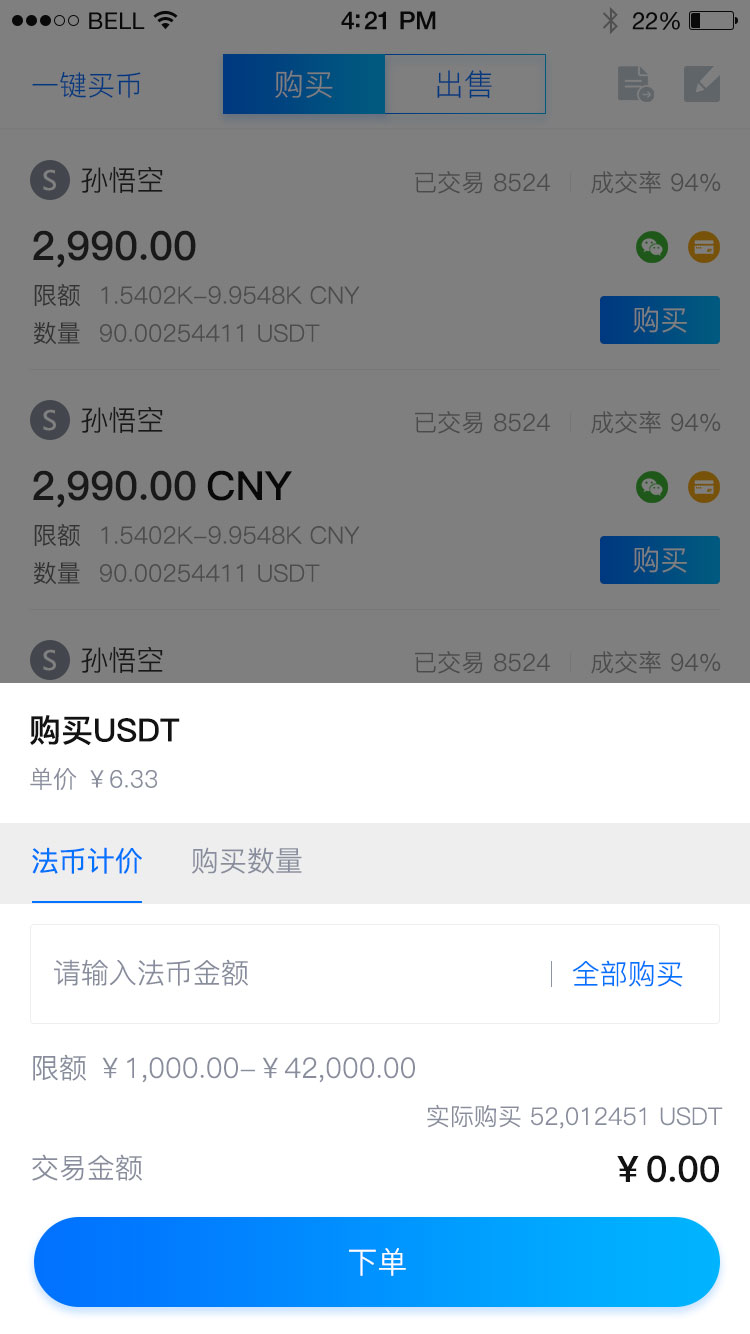 BELL 4:21 PM 22%
一键买币 购买 出售
S 孙悟空 已交易 8524 成交率 94%
2,990.00
限额 1.5402K-9.9548K CNY
数量 90.00254411 USDT 购买
S 孙悟空 已交易 8524 成交率 94%
2,990.00 CNY
限额 1.5402K-9.9548K CNY
数量 90.00254411 USDT 购买
S 孙悟空 已交易 8524 成交率 94%
购买USDT
单价 ¥6.33
法币计价 购买数量
请输入法币金额 全部购买
限额 ¥1,000.00-¥42,000.00
实际购买 52,012451 USDT
交易金额 ¥0.00
下单